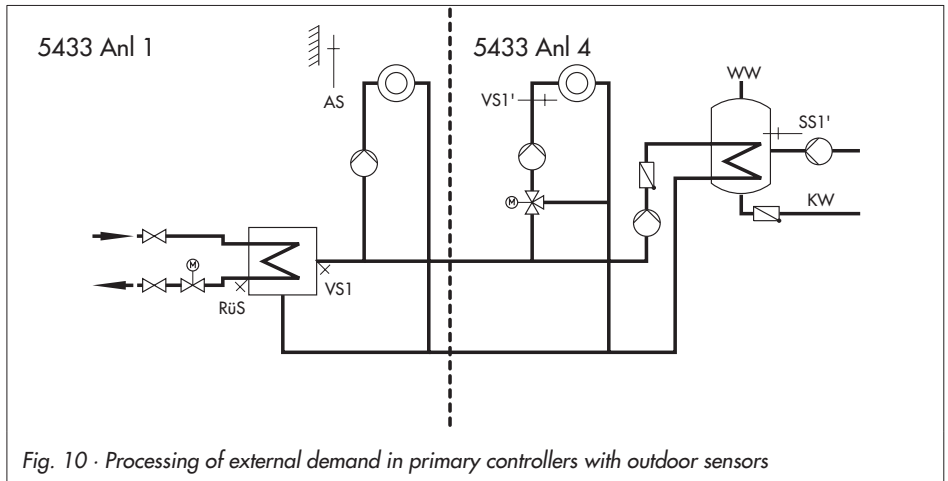 5433 Anl 1
5433 Anl 4
AS
VS1'
WW
SS1'
KW
M
M
RüS
VS1
Fig. 10 · Processing of external demand in primary controllers with outdoor sensors